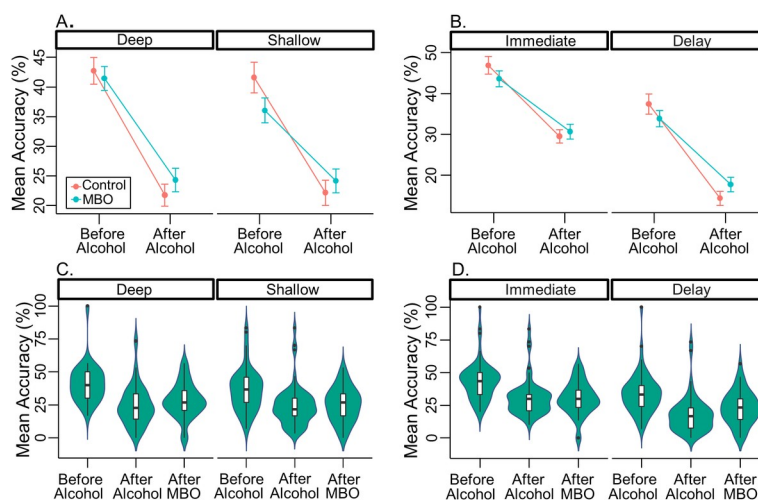 A.
Deep
Shallow
Mean Accuracy (%)
45
40
35
30
25
20
Control
MBO
Before Alcohol
After Alcohol
Before Alcohol
After Alcohol
B.
Immediate
Delay
Mean Accuracy (%)
50
40
30
20
Before Alcohol
After Alcohol
Before Alcohol
After Alcohol
C.
Deep
Shallow
Mean Accuracy (%)
100
75
50
25
0
Before Alcohol
After Alcohol
After MBO
Before Alcohol
After Alcohol
After MBO
D.
Immediate
Delay
Mean Accuracy (%)
100
75
50
25
0
Before Alcohol
After Alcohol
After MBO
Before Alcohol
After Alcohol
After MBO